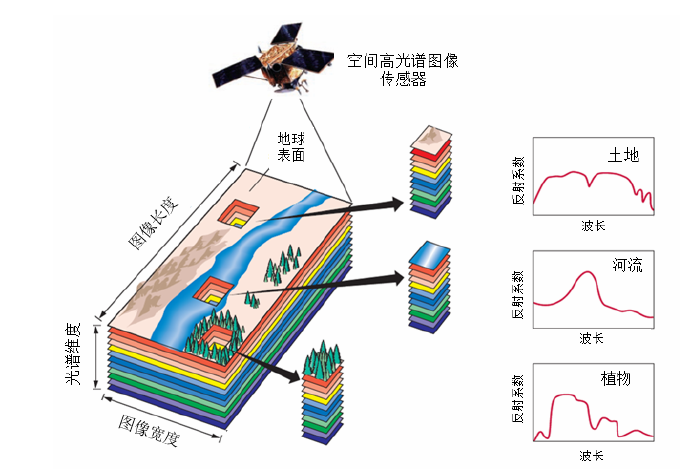 空间高光谱图像
传感器
地球
表面
图像长度
光谱维度
图像宽度
土地
反射系数
波长
河流
反射系数
波长
植物
反射系数
波长